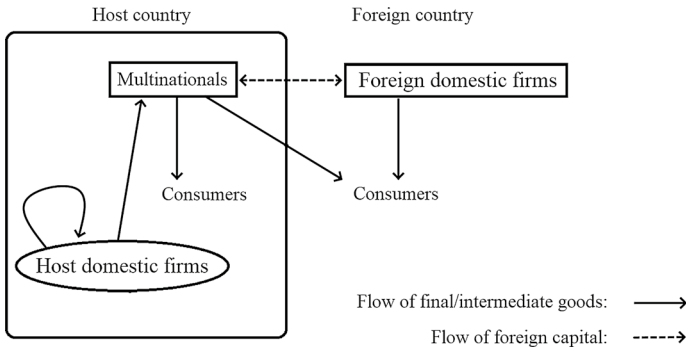 Host country
Foreign country
Multinationals
Foreign domestic firms
Consumers
Consumers
Host domestic firms
Flow of final/intermediate goods:
Flow of foreign capital: